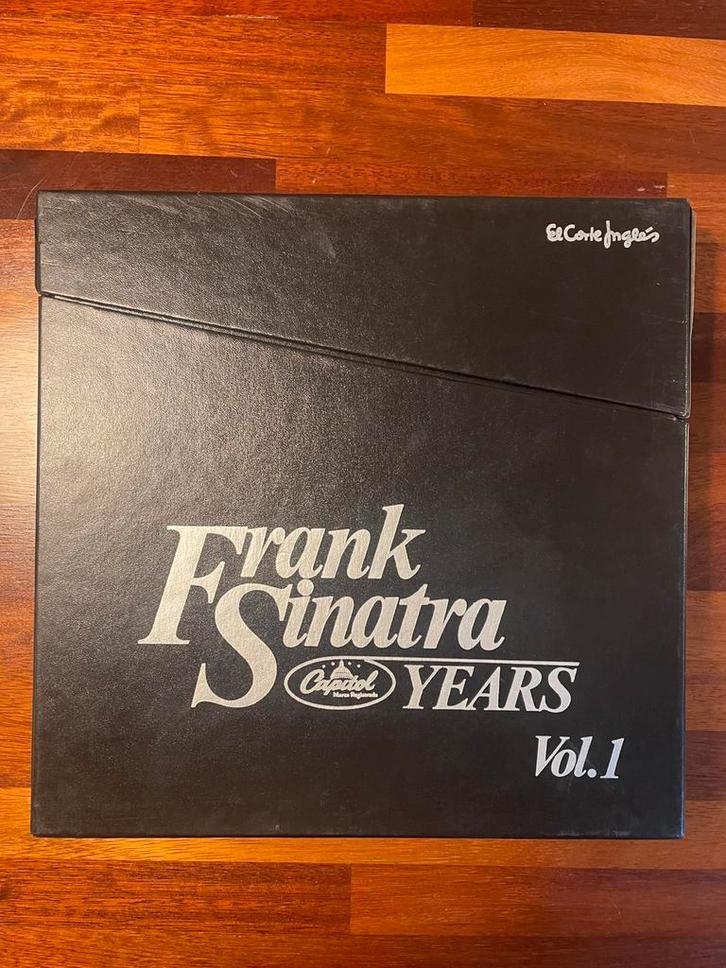 El Corte Inglés
Frank
Sinatra
Capitol YEARS
Marca Registrada
Vol.1